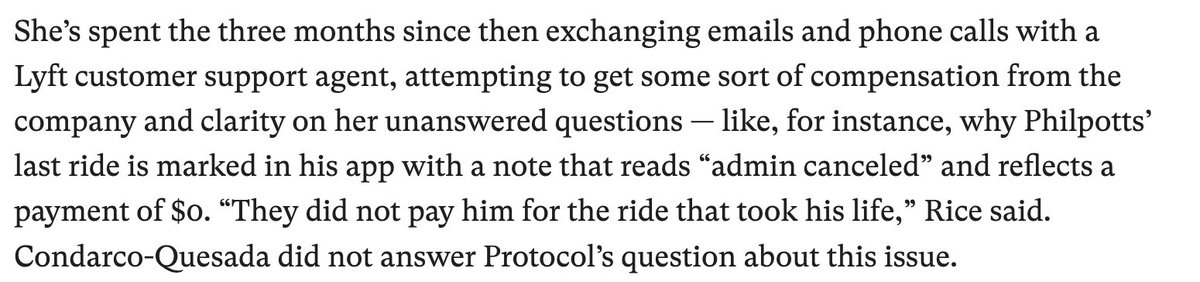 She’s spent the three months since then exchanging emails and phone calls with a
Lyft customer support agent, attempting to get some sort of compensation from the
company and clarity on her unanswered questions — like, for instance, why Philpotts’
last ride is marked in his app with a note that reads “admin canceled” and reflects a
payment of $0. “They did not pay him for the ride that took his life,” Rice said.
Condarco-Quesada did not answer Protocol’s question about this issue.